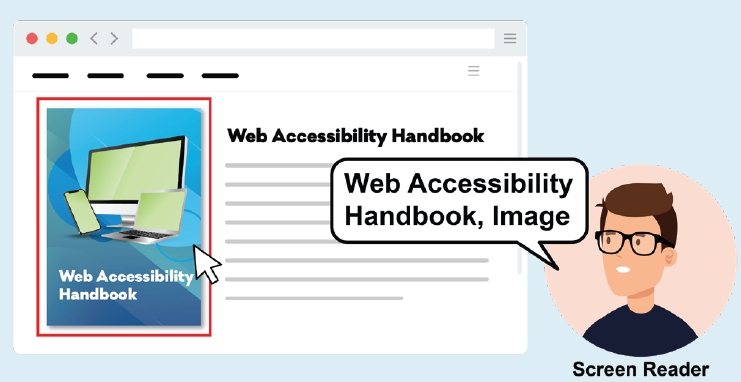 Web Accessibility Handbook
Web Accessibility
Handbook, Image
Web Accessibility
Handbook
Screen Reader